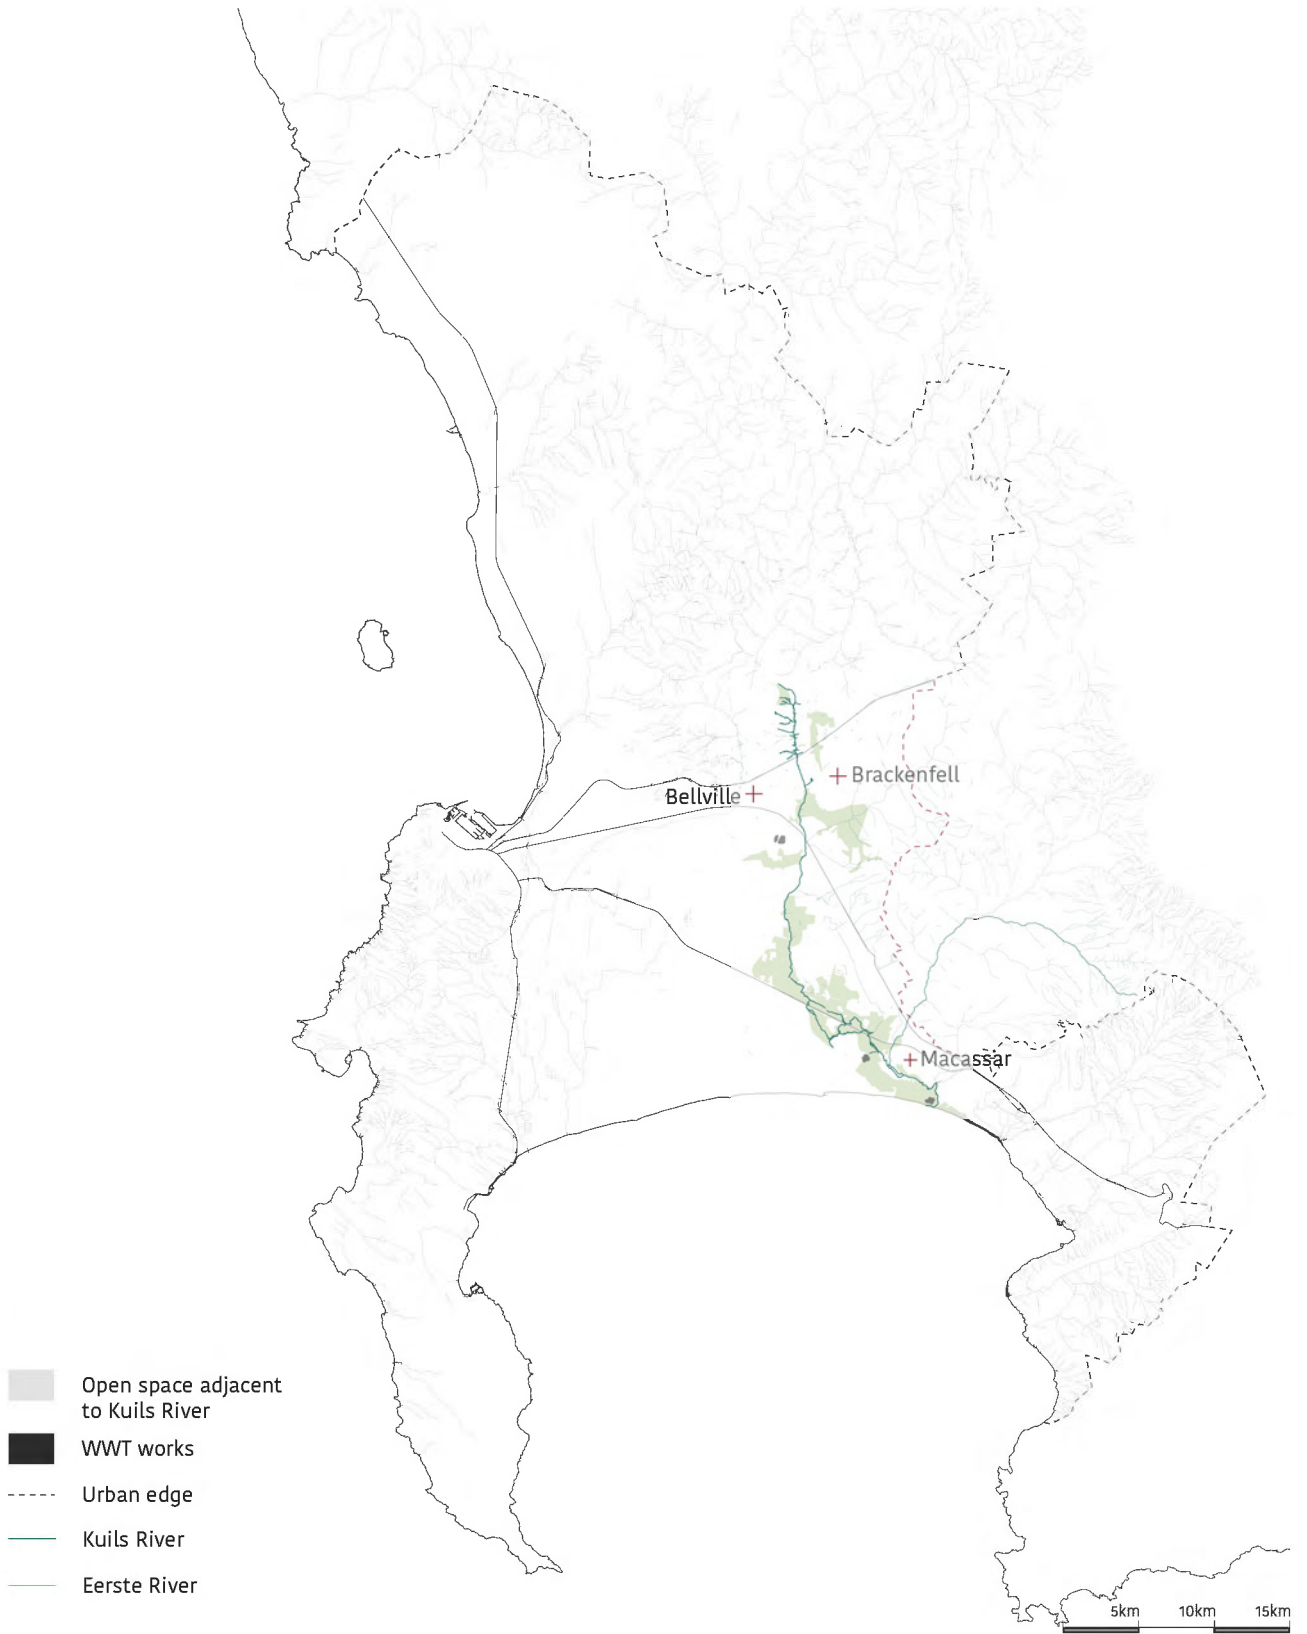 Brackenfell
Bellville
Macassar
Open space adjacent
to Kuils River
WWT works
Urban edge
Kuils River
Eerste River
5km 10km 15km